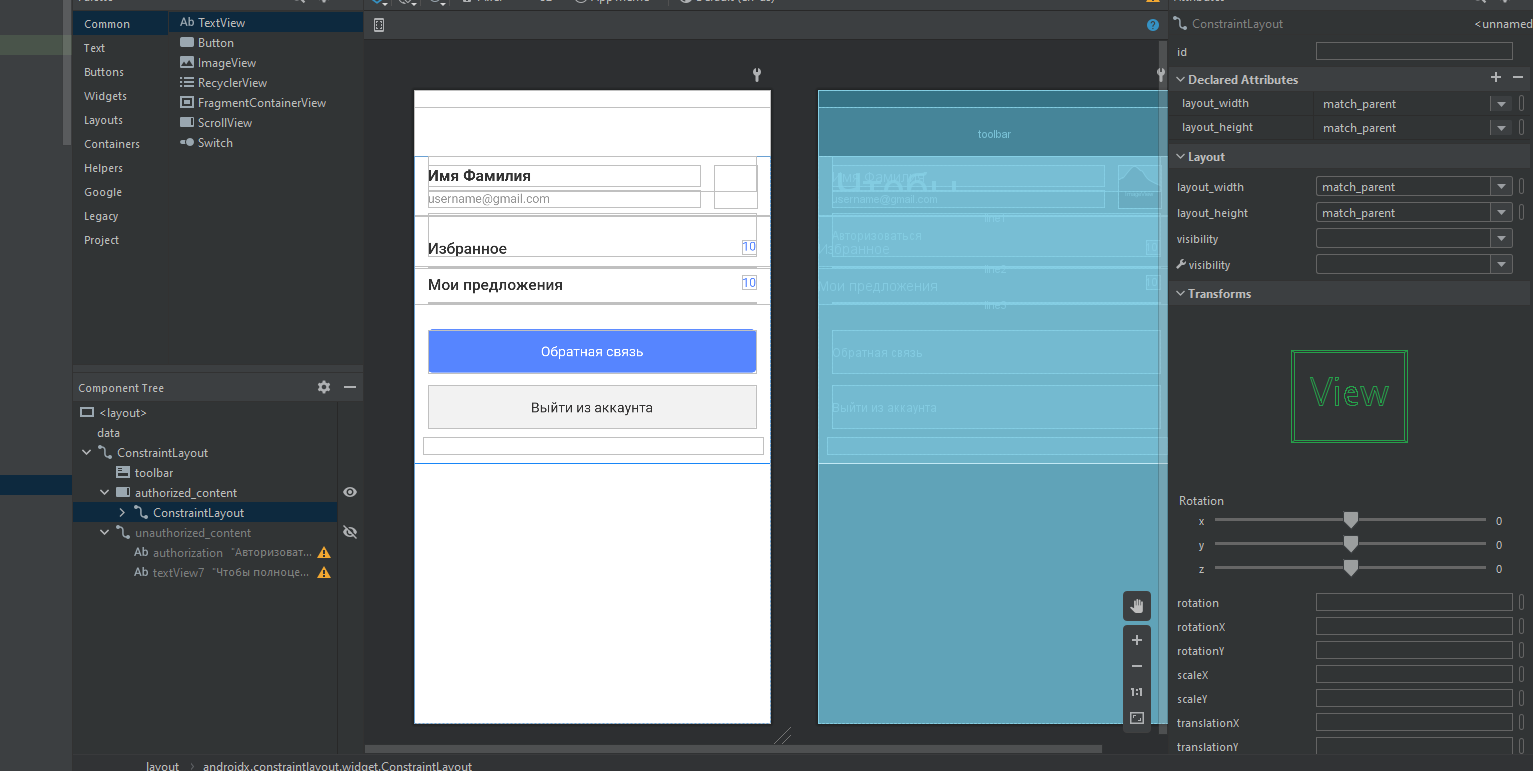 Common
Text
Buttons
Widgets
Layouts
Containers
Helpers
Google
Legacy
Project
Ab TextView
Button
ImageView
RecyclerView
FragmentContainerView
ScrollView
Switch
Component Tree
<layout>
data
ConstraintLayout
toolbar
authorized_content
ConstraintLayout
unauthorized_content
Ab authorization "Авторизоват...
Ab textView7 "Чтобы полноце...
Имя Фамилия
username@gmail.com
Избранное 10
Мои предложения 10
Обратная связь
Выйти из аккаунта
toolbar
Имя Фамилия
Чтобы
username@gmail.com
line1
Авторизоваться
Избранное 10
line2
Мои предложения 10
line3
Обратная связь
Выйти из аккаунта
1:1
ConstraintLayout <unnamed
id
Declared Attributes
layout_width match_parent
layout_height match_parent
Layout
layout_width match_parent
layout_height match_parent
visibility
visibility
Transforms
View
Rotation
x 0
y 0
z 0
rotation
rotationX
rotationY
scaleX
scaleY
translationX
translationY
layout > androidx.constraintlayout.widget.ConstraintLayout